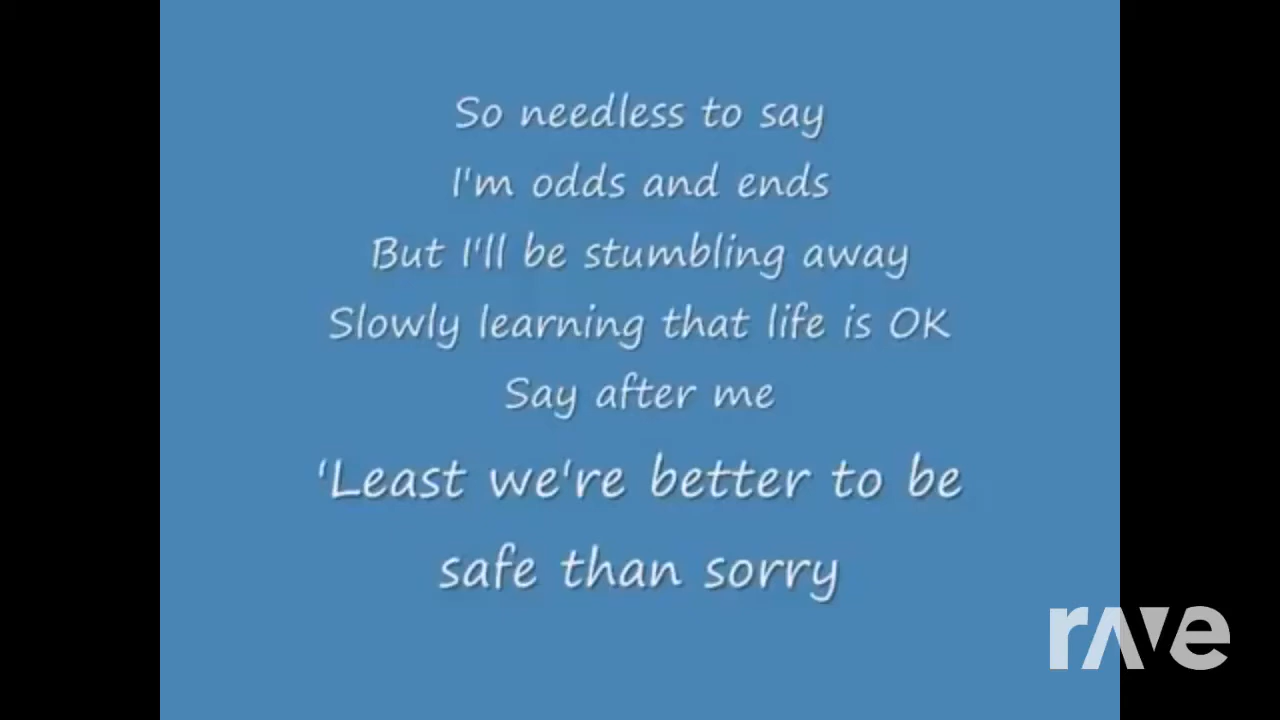 So needless to say
I'm odds and ends
But I'll be stumbling away
Slowly learning that life is OK
Say after me
'Least we're better to be
safe than sorry
rave